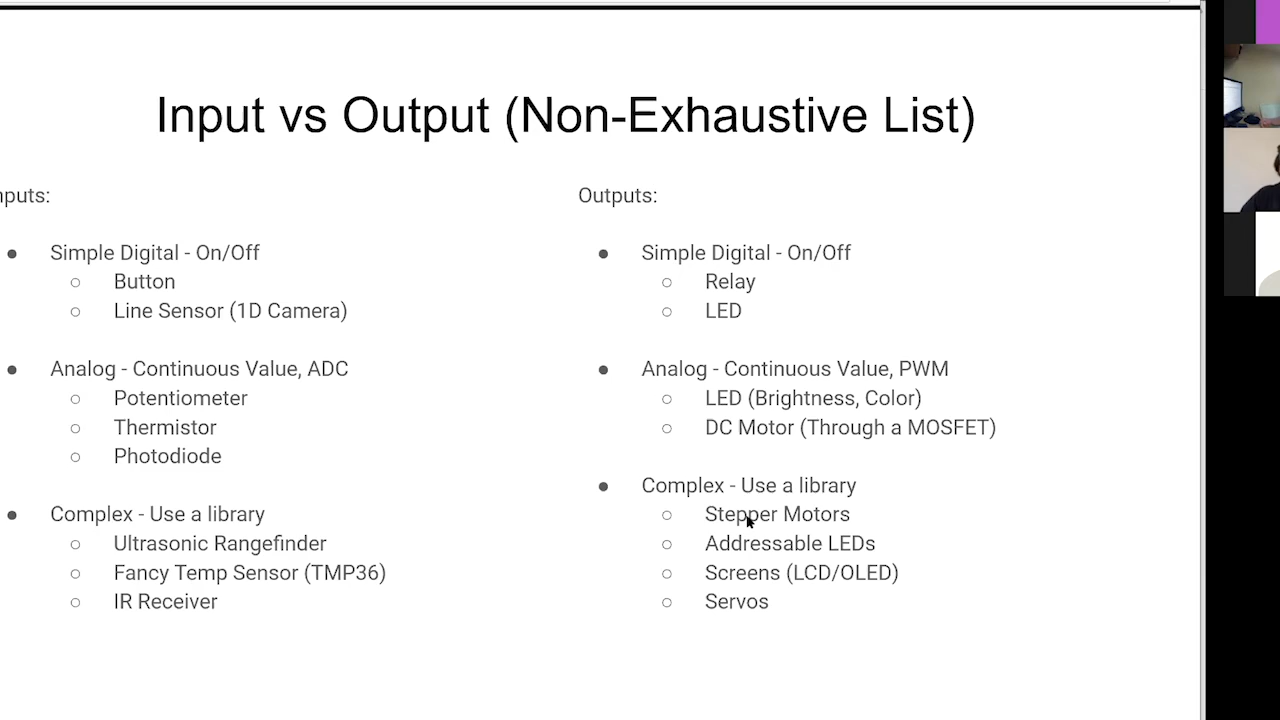 Input vs Output (Non-Exhaustive List)
nputs:
Simple Digital - On/Off
Button
Line Sensor (1D Camera)
Analog - Continuous Value, ADC
Potentiometer
Thermistor
Photodiode
Complex - Use a library
Ultrasonic Rangefinder
Fancy Temp Sensor (TMP36)
IR Receiver
Outputs:
Simple Digital - On/Off
Relay
LED
Analog - Continuous Value, PWM
LED (Brightness, Color)
DC Motor (Through a MOSFET)
Complex - Use a library
Stepper Motors
Addressable LEDs
Screens (LCD/OLED)
Servos